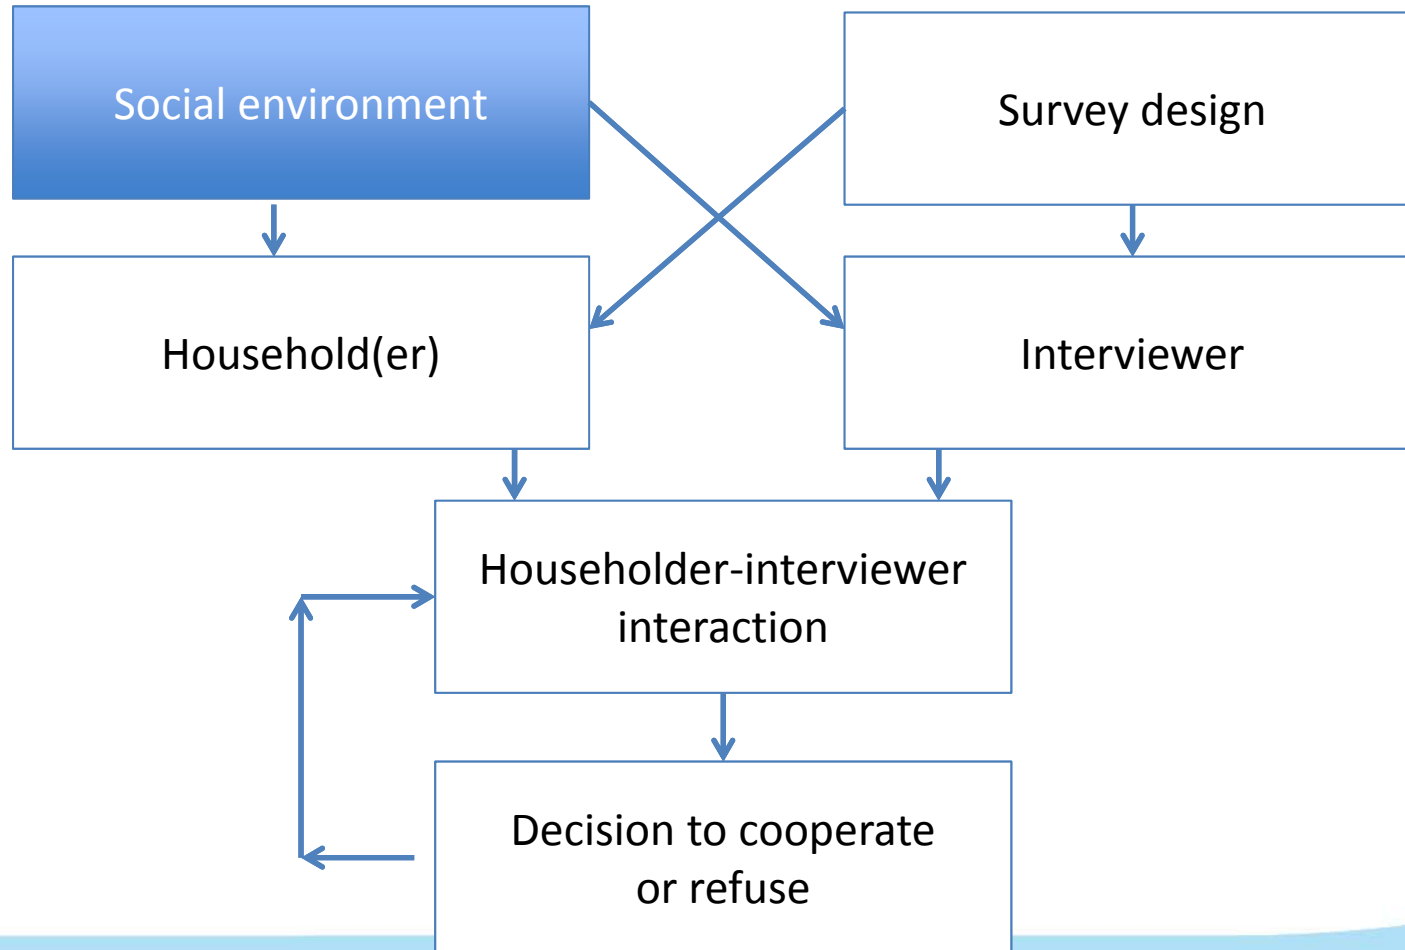 Social environment
Survey design
Household(er)
Interviewer
Householder-interviewer
interaction
Decision to cooperate
or refuse